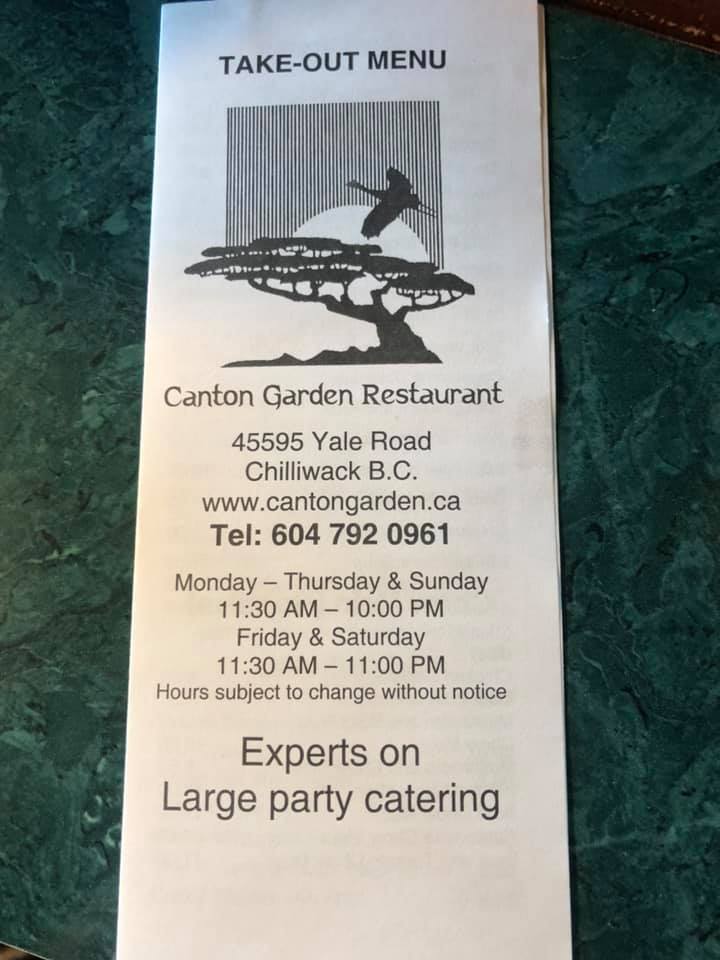 TAKE-OUT MENU
Canton Garden Restaurant
45595 Yale Road
Chilliwack B.C.
www.cantongarden.ca
Tel: 604 792 0961
Monday – Thursday & Sunday
11:30 AM – 10:00 PM
Friday & Saturday
11:30 AM – 11:00 PM
Hours subject to change without notice
Experts on
Large party catering